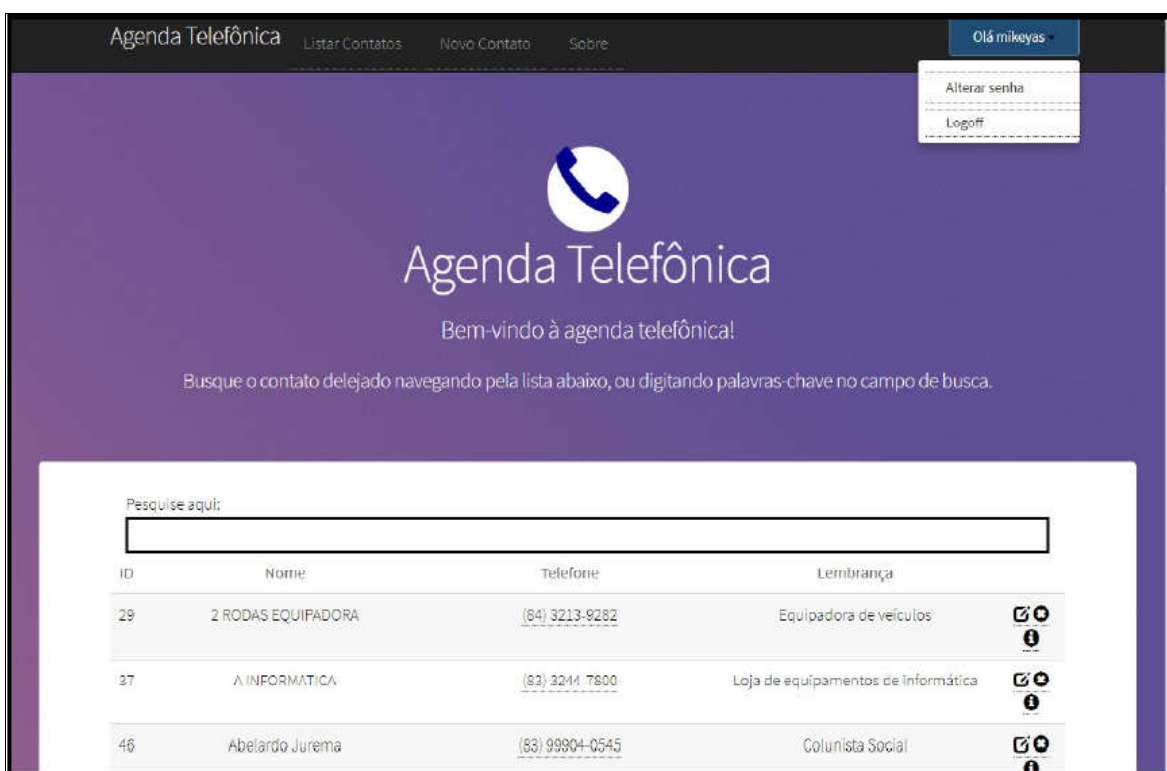 Agenda Telefônica Listar Contatos Novo Contato Sobre Olá mikeyas
Alterar senha
Logoff
Agenda Telefônica
Bem-vindo à agenda telefônica!
Busque o contato delejado navegando pela lista abaixo, ou digitando palavras-chave no campo de busca.
Pesquise aqui:
ID Nome Telefone Lembrança
29 2 RODAS EQUIPADORA (84) 3213-9282 Equipadora de veículos
37 A INFORMATICA (83) 3244-7800 Loja de equipamentos de informática
46 Abelardo Jurema (83) 99904-0545 Colunista Social